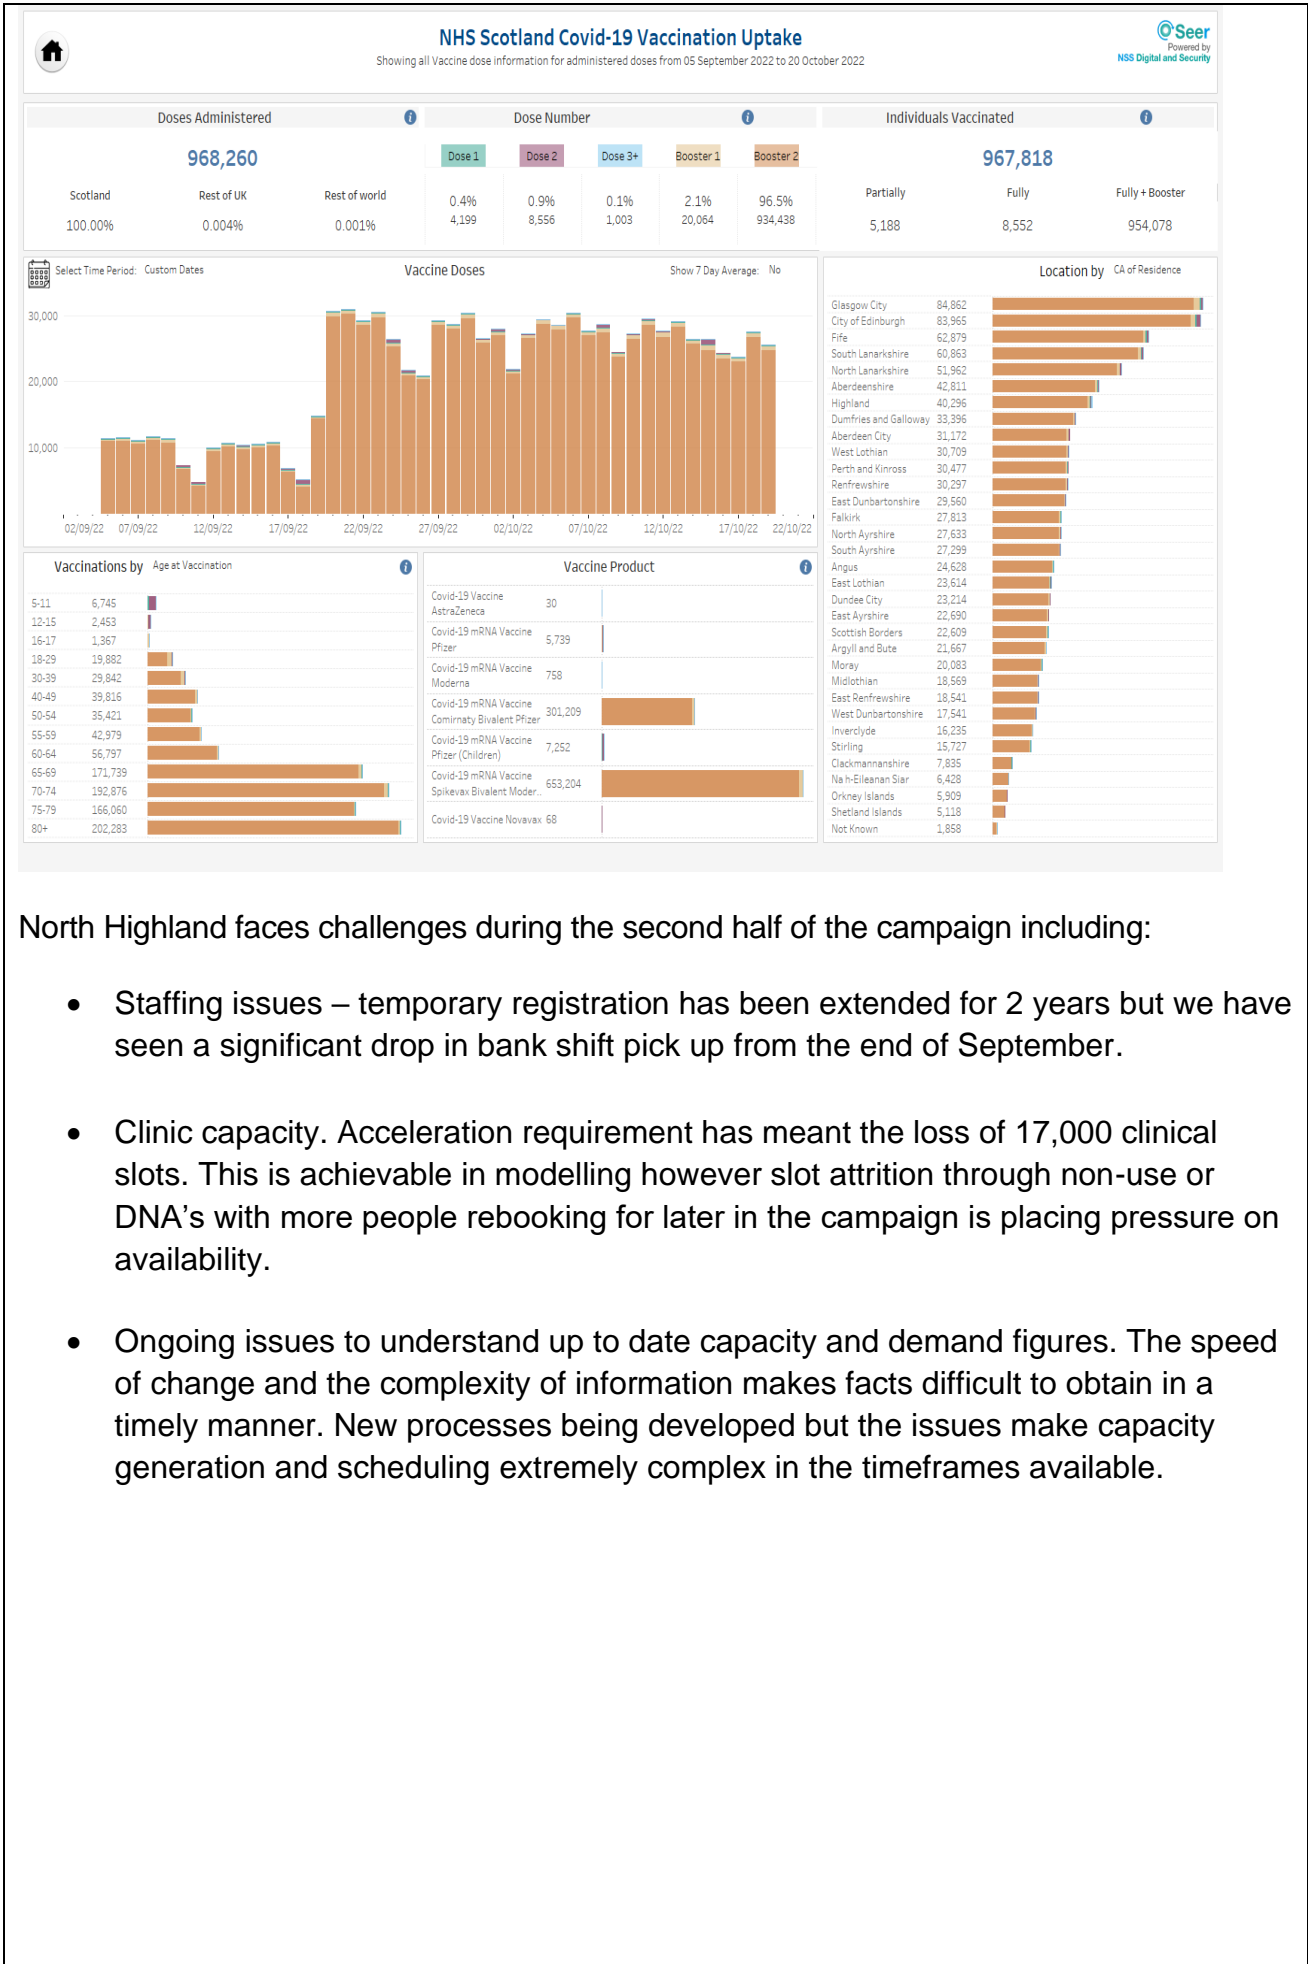 NHS Scotland Covid-19 Vaccination Uptake
Showing all Vaccine dose information for administered doses from 05 September 2022 to 20 October 2022
Seer
Powered by
NSS Digital and Security
Doses Administered
968,260
Scotland Rest of UK Rest of world
100.00% 0.004% 0.001%
Dose Number
Dose 1 Dose 2 Dose 3+ Booster 1 Booster 2
0.4% 0.9% 0.1% 2.1% 96.5%
4,199 8,556 1,003 20,064 934,438
Individuals Vaccinated
967,818
Partially Fully Fully + Booster
5,188 8,552 954,078
Select Time Period: Custom Dates
Vaccine Doses
Show 7 Day Average: No
30,000
20,000
10,000
02/09/22 07/09/22 12/09/22 17/09/22 22/09/22 27/09/22 02/10/22 07/10/22 12/10/22 17/10/22 22/10/22
Location by CA of Residence
Glasgow City 84,862
City of Edinburgh 83,965
Fife 62,879
South Lanarkshire 60,863
North Lanarkshire 51,962
Aberdeenshire 42,811
Highland 40,296
Dumfries and Galloway 33,396
Aberdeen City 31,172
West Lothian 30,709
Perth and Kinross 30,477
Renfrewshire 30,297
East Dunbartonshire 29,560
Falkirk 27,813
North Ayrshire 27,633
South Ayrshire 27,299
Angus 24,628
East Lothian 23,614
Dundee City 23,214
East Ayrshire 22,690
Scottish Borders 22,609
Argyll and Bute 21,667
Moray 20,083
Midlothian 18,569
East Renfrewshire 18,541
West Dunbartonshire 17,541
Inverclyde 16,235
Stirling 15,727
Clackmannanshire 7,835
Na h-Eileanan Siar 6,428
Orkney Islands 5,909
Shetland Islands 5,118
Not Known 1,858
Vaccinations by Age at Vaccination
5-11 6,745
12-15 2,453
16-17 1,367
18-29 19,882
30-39 29,842
40-49 39,816
50-54 35,421
55-59 42,979
60-64 56,797
65-69 171,739
70-74 192,876
75-79 166,060
80+ 202,283
Vaccine Product
Covid-19 Vaccine
AstraZeneca 30
Covid-19 mRNA Vaccine
Pfizer 5,739
Covid-19 mRNA Vaccine
Moderna 758
Covid-19 mRNA Vaccine
Comirnaty Bivalent Pfizer 301,209
Covid-19 mRNA Vaccine
Pfizer (Children) 7,252
Covid-19 mRNA Vaccine
Spikevax Bivalent Moder.. 653,204
Covid-19 Vaccine Novavax 68
North Highland faces challenges during the second half of the campaign including:
• Staffing issues – temporary registration has been extended for 2 years but we have
seen a significant drop in bank shift pick up from the end of September.
• Clinic capacity. Acceleration requirement has meant the loss of 17,000 clinical
slots. This is achievable in modelling however slot attrition through non-use or
DNA's with more people rebooking for later in the campaign is placing pressure on
availability.
• Ongoing issues to understand up to date capacity and demand figures. The speed
of change and the complexity of information makes facts difficult to obtain in a
timely manner. New processes being developed but the issues make capacity
generation and scheduling extremely complex in the timeframes available.